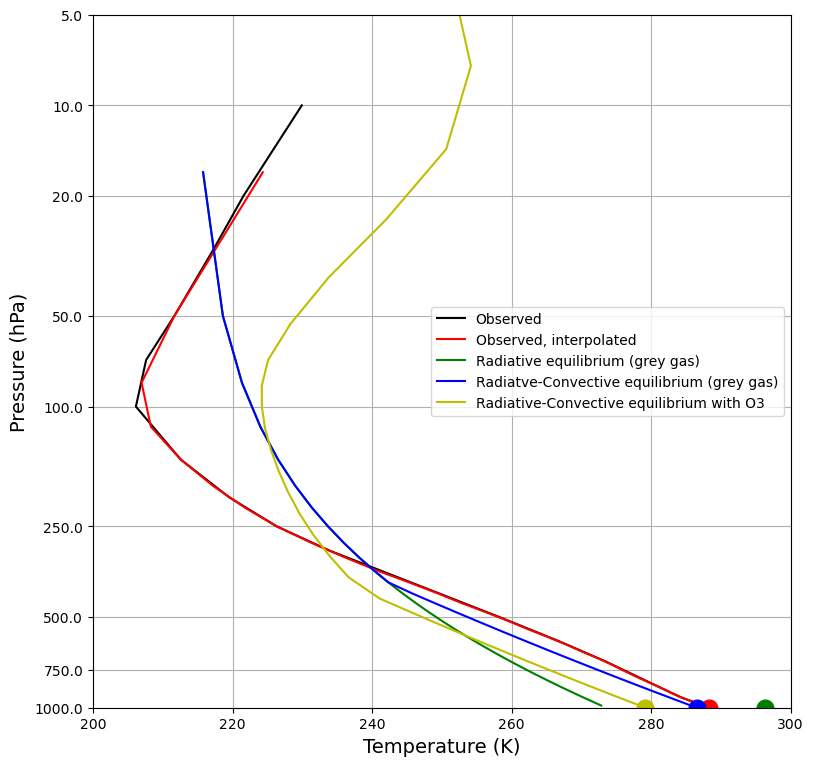 5.0
10.0
20.0
50.0
100.0
250.0
500.0
750.0
1000.0
Pressure (hPa)
Observed
Observed, interpolated
Radiative equilibrium (grey gas)
Radiatve-Convective equilibrium (grey gas)
Radiative-Convective equilibrium with O3
200 220 240 260 280 300
Temperature (K)